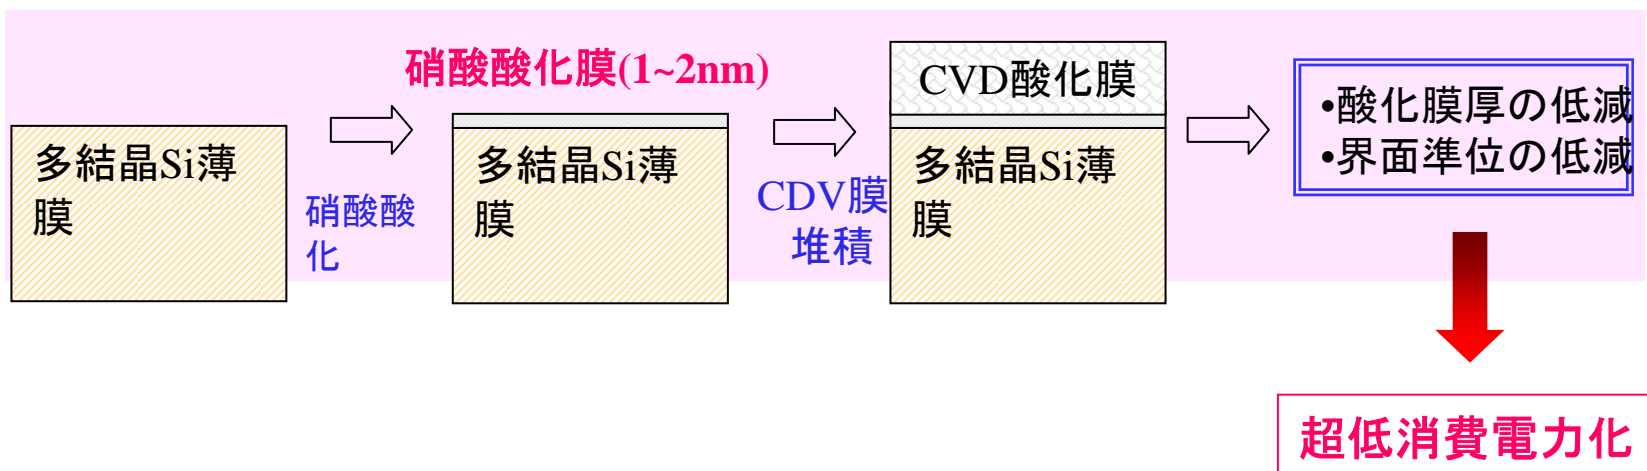 硝酸酸化膜(1~2nm)
多結晶Si薄
膜
硝酸酸
化
多結晶Si薄
膜
CDV膜
堆積
CVD酸化膜
多結晶Si薄
膜
•酸化膜厚の低減
•界面準位の低減
超低消費電力化